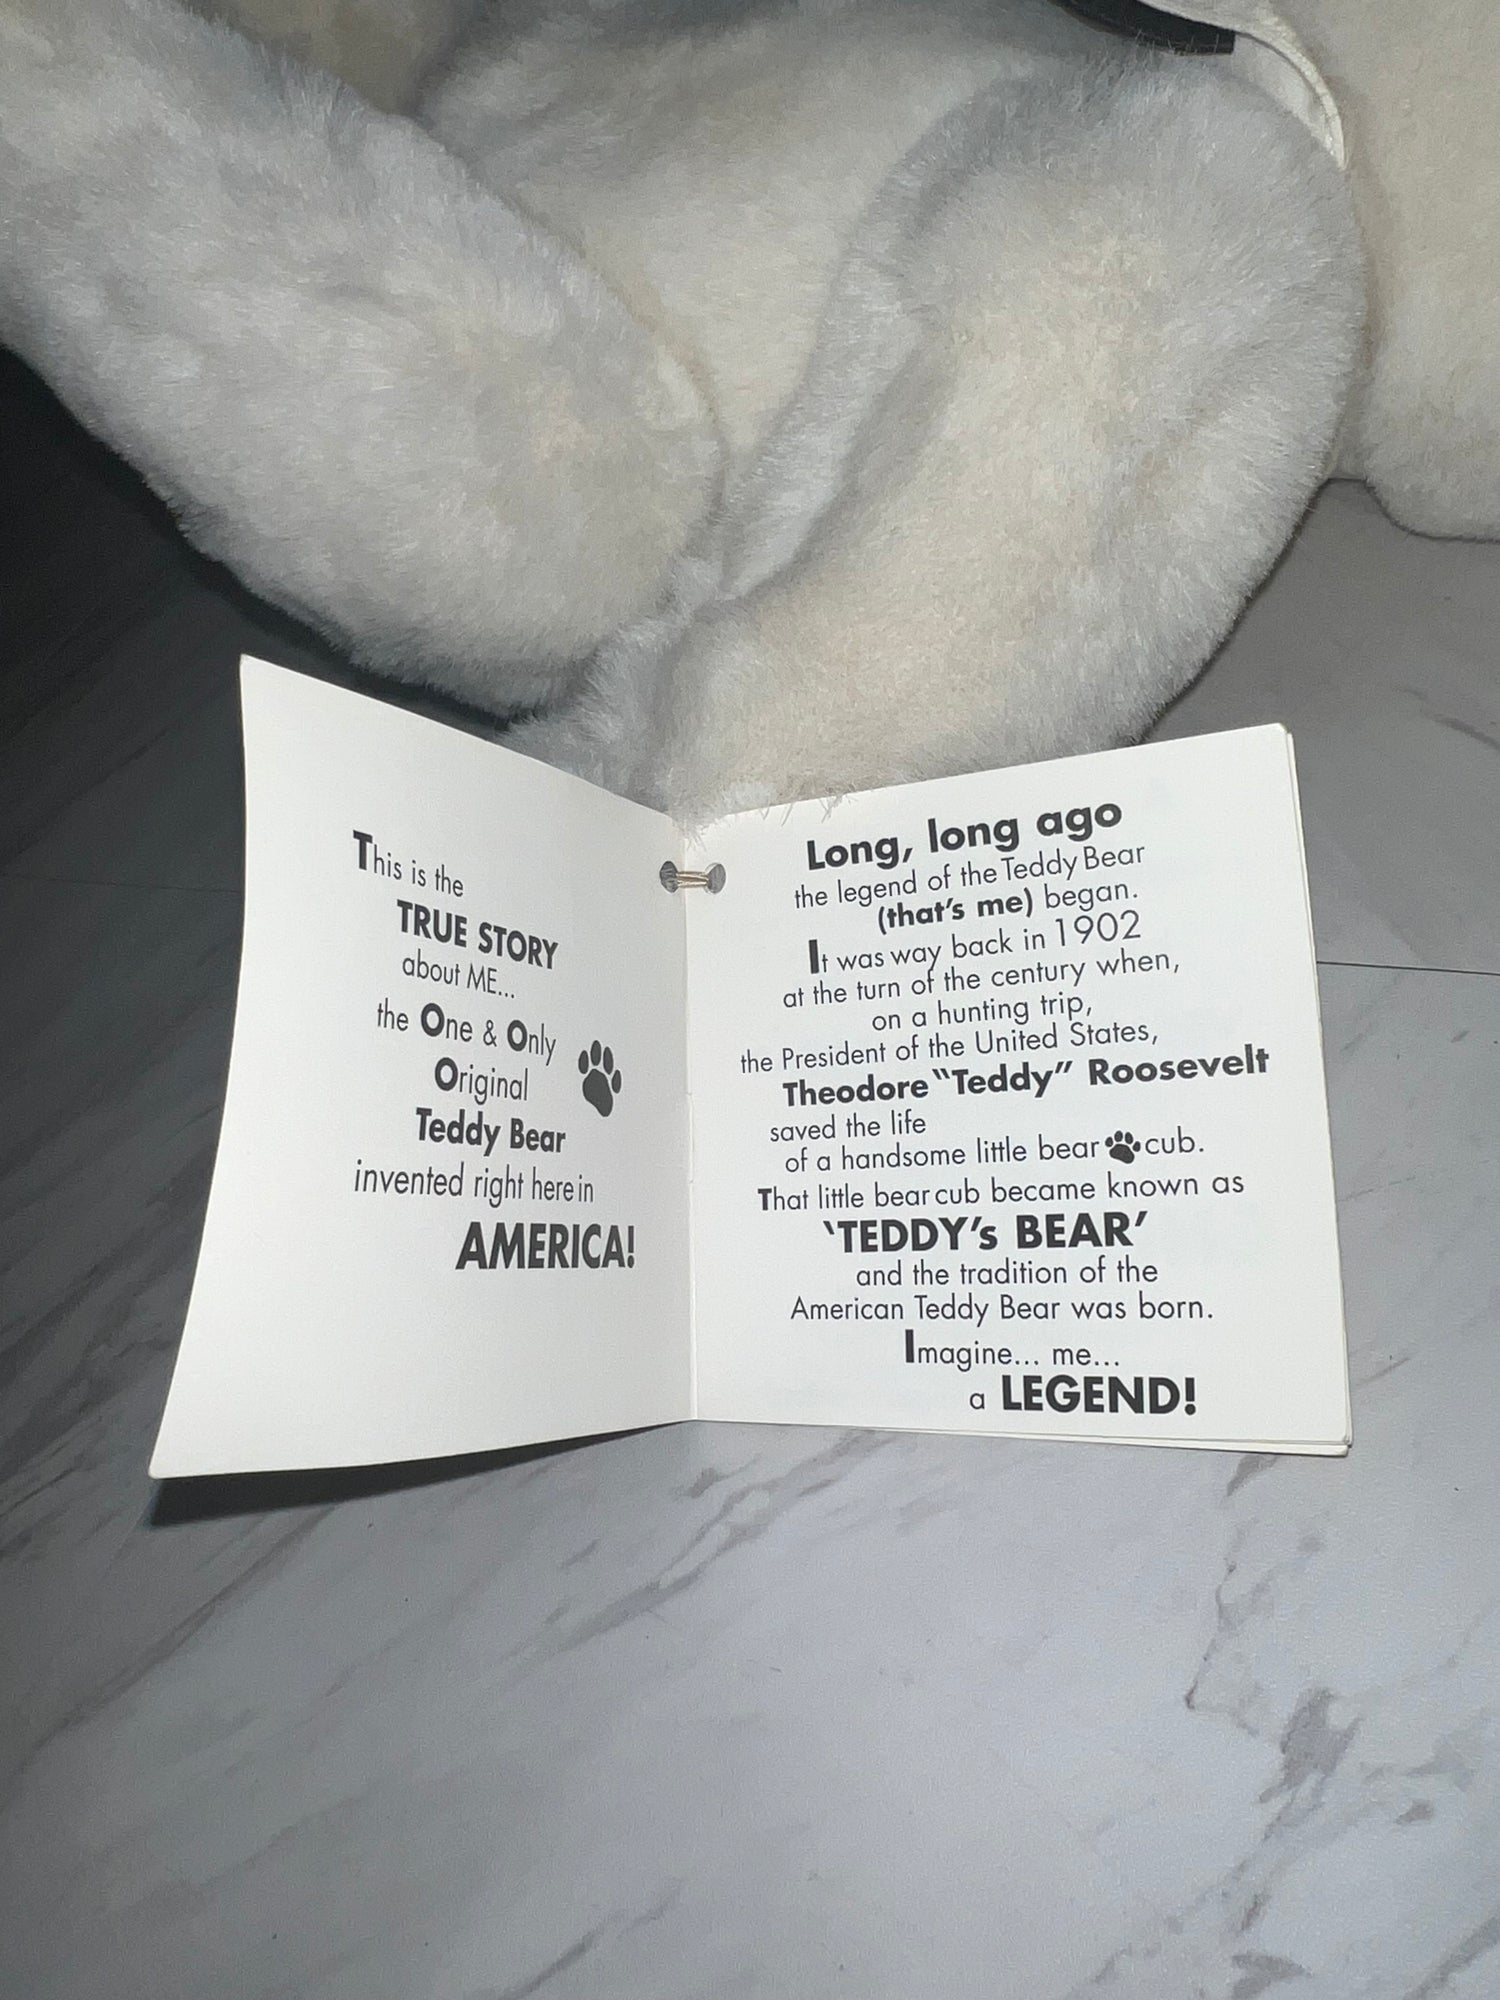 This is the
TRUE STORY
about ME...
the One & Only
Original
Teddy Bear
invented right here in
AMERICA!
Long, long ago
the legend of the Teddy Bear
(that's me) began.
It was way back in 1902
at the turn of the century when,
on a hunting trip,
the President of the United States,
Theodore "Teddy" Roosevelt
saved the life
of a handsome little bear cub.
That little bear cub became known as
'TEDDY's BEAR'
and the tradition of the
American Teddy Bear was born.
Imagine... me...
a LEGEND!